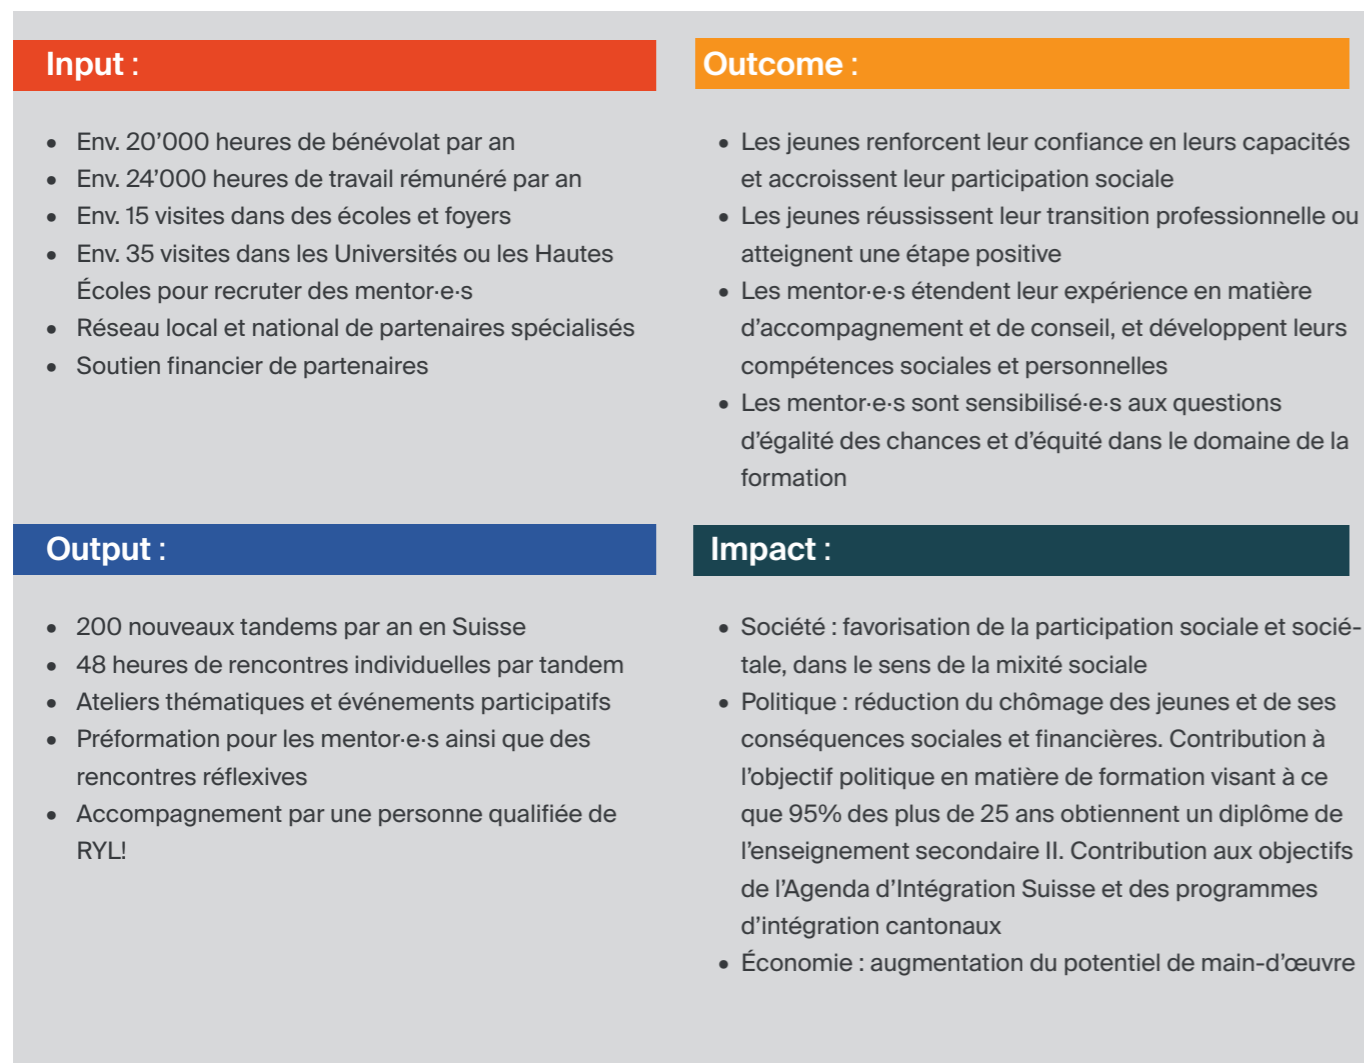 Input :
• Env. 20’000 heures de bénévolat par an
• Env. 24’000 heures de travail rémunéré par an
• Env. 15 visites dans des écoles et foyers
• Env. 35 visites dans les Universités ou les Hautes
Écoles pour recruter des mentor·e·s
• Réseau local et national de partenaires spécialisés
• Soutien financier de partenaires
Outcome :
• Les jeunes renforcent leur confiance en leurs capacités
et accroissent leur participation sociale
• Les jeunes réussissent leur transition professionnelle ou
atteignent une étape positive
• Les mentor·e·s étendent leur expérience en matière
d’accompagnement et de conseil, et développent leurs
compétences sociales et personnelles
• Les mentor·e·s sont sensibilisé·e·s aux questions
d’égalité des chances et d’équité dans le domaine de la
formation
Output :
• 200 nouveaux tandems par an en Suisse
• 48 heures de rencontres individuelles par tandem
• Ateliers thématiques et événements participatifs
• Préformation pour les mentor·e·s ainsi que des
rencontres réflexives
• Accompagnement par une personne qualifiée de
RYL!
Impact :
• Société : favorisation de la participation sociale et socié-
tale, dans le sens de la mixité sociale
• Politique : réduction du chômage des jeunes et de ses
conséquences sociales et financières. Contribution à
l’objectif politique en matière de formation visant à ce
que 95% des plus de 25 ans obtiennent un diplôme de
l’enseignement secondaire II. Contribution aux objectifs
de l’Agenda d’Intégration Suisse et des programmes
d’intégration cantonaux
• Économie : augmentation du potentiel de main-d’œuvre